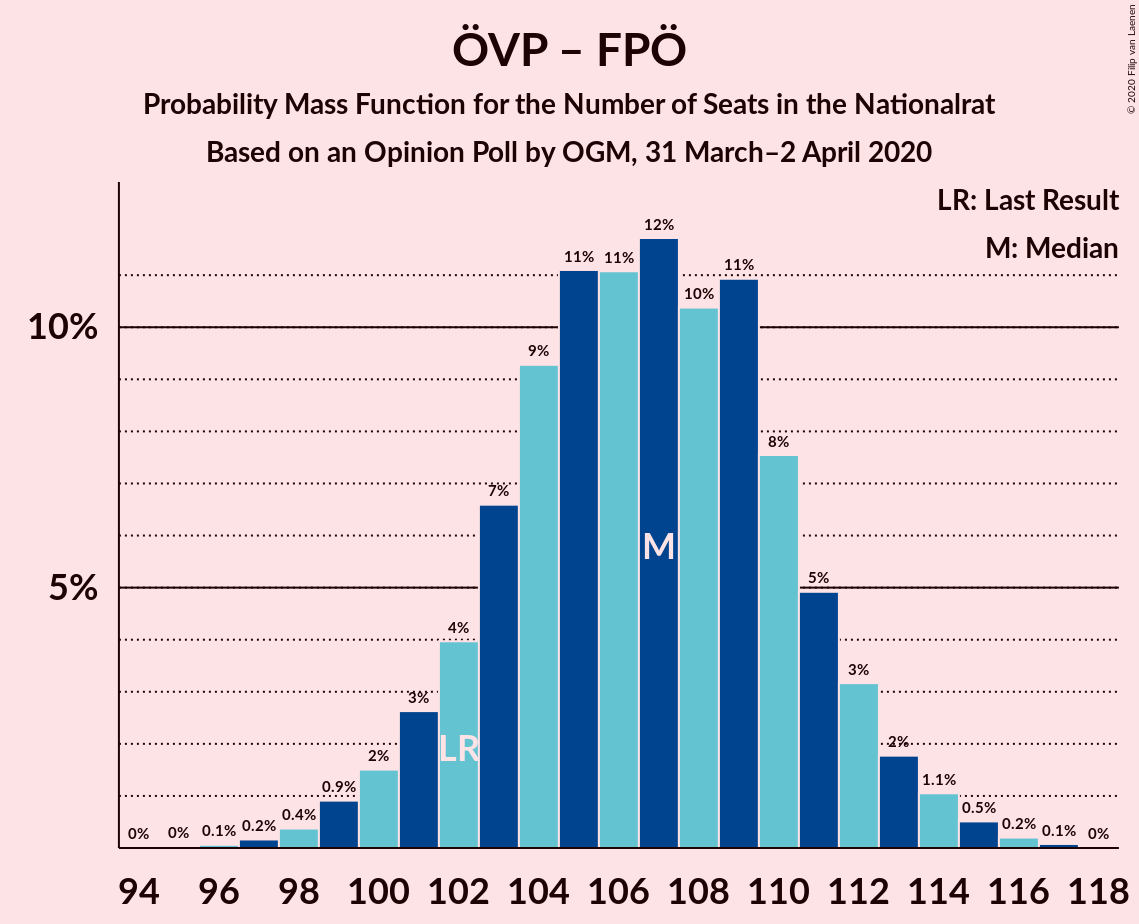 ÖVP – FPÖ
Probability Mass Function for the Number of Seats in the Nationalrat
Based on an Opinion Poll by OGM, 31 March–2 April 2020
© 2020 Filip van Laenen
LR: Last Result
M: Median
10%
5%
0% 0% 0.1% 0.2% 0.4% 0.9% 2% 3% 4% 7% 9% 11% 11% 12% 10% 11% 8% 5% 3% 2% 1.1% 0.5% 0.2% 0.1% 0%
M
LR
94 96 98 100 102 104 106 108 110 112 114 116 118